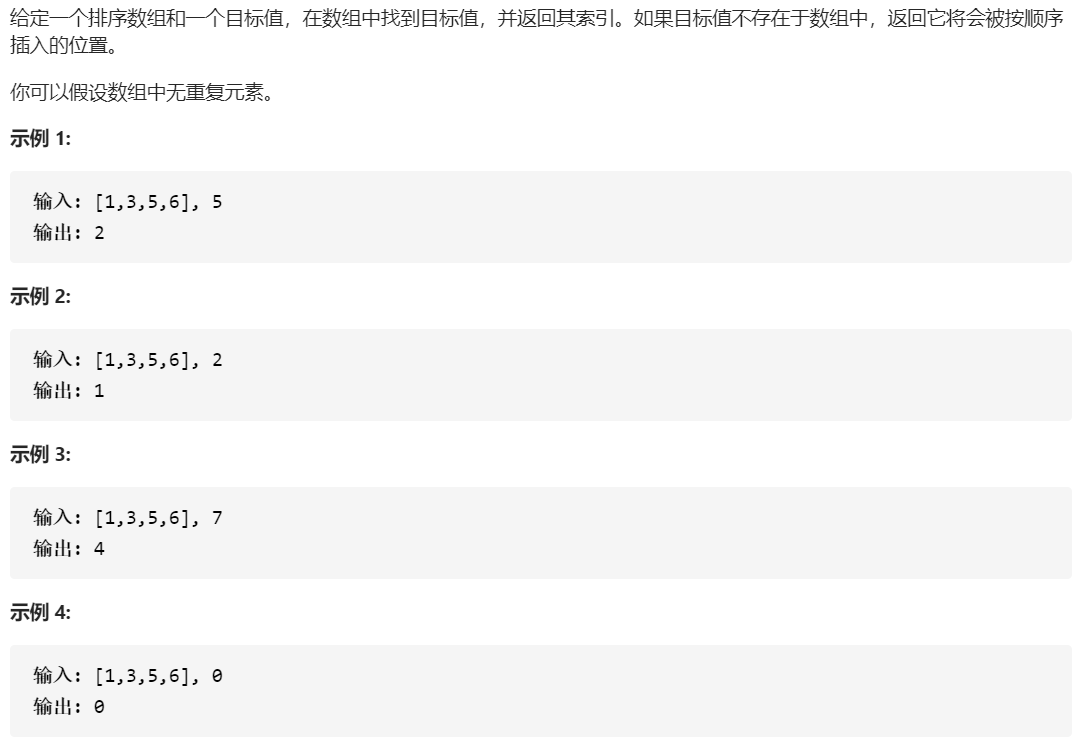 给定一个排序数组和一个目标值，在数组中找到目标值，并返回其索引。如果目标值不存在于数组中，返回它将会被按顺序
插入的位置。
你可以假设数组中无重复元素。
示例 1:
输入: [1,3,5,6], 5
输出: 2
示例 2:
输入: [1,3,5,6], 2
输出: 1
示例 3:
输入: [1,3,5,6], 7
输出: 4
示例 4:
输入: [1,3,5,6], 0
输出: 0